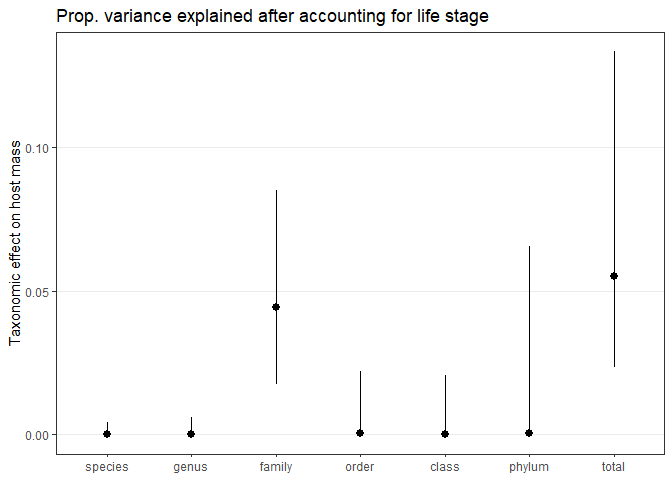 Prop. variance explained after accounting for life stage
Taxonomic effect on host mass
0.10
0.05
0.00
species genus family order class phylum total